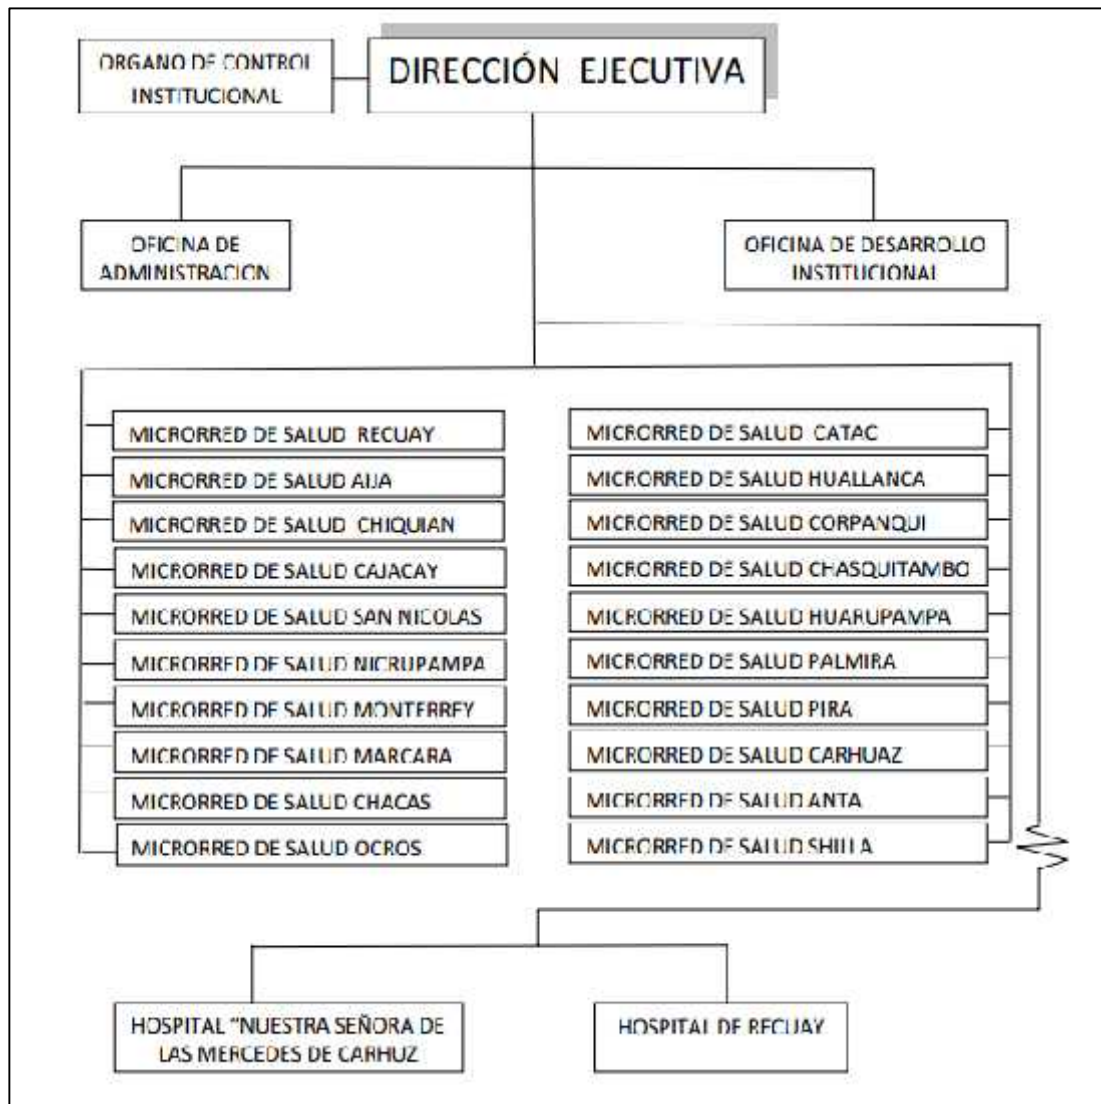 ORGANO DE CONTROL
INSTITUCIONAL
DIRECCIÓN EJECUTIVA
OFICINA DE
ADMINISTRACION
OFICINA DE DESARROLLO
INSTITUCIONAL
MICRORRED DE SALUD RECUAY
MICRORRED DE SALUD AIJA
MICRORRED DE SALUD CHIQUIAN
MICRORRED DE SALUD CAJACAY
MICRORRED DE SALUD SAN NICOLAS
MICRORRED DE SALUD NICRUPAMPA
MICRORRED DE SALUD MONTERREY
MICRORRED DE SALUD MARCARA
MICRORRED DE SALUD CHACAS
MICRORRED DE SALUD OCROS
MICRORRED DE SALUD CATAC
MICRORRED DE SALUD HUALLANCA
MICRORRED DE SALUD CORPANQUI
MICRORRED DE SALUD CHASQUITAMBO
MICRORRED DE SALUD HUARUPAMPA
MICRORRED DE SALUD PALMIRA
MICRORRED DE SALUD PIRA
MICRORRED DE SALUD CARHUAZ
MICRORRED DE SALUD ANTA
MICRORRED DE SALUD SHILLA
HOSPITAL "NUESTRA SEÑORA DE
LAS MERCEDES DE CARHUZ
HOSPITAL DE RECUAY